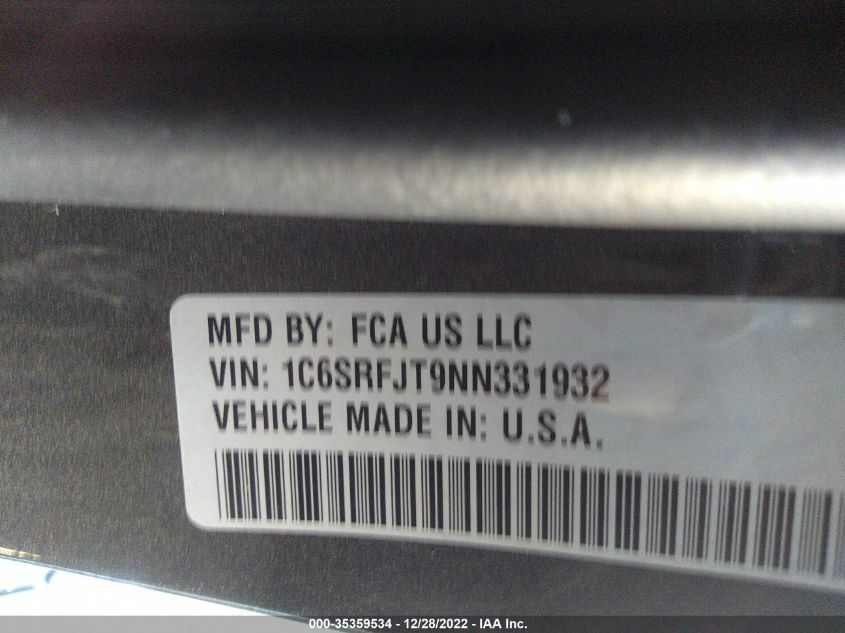 MFD BY: FCA US LLC
VIN: 1C6SRFJT9NN331932
VEHICLE MADE IN: U.S.A.
000-35359534 - 12/28/2022 - IAA Inc.